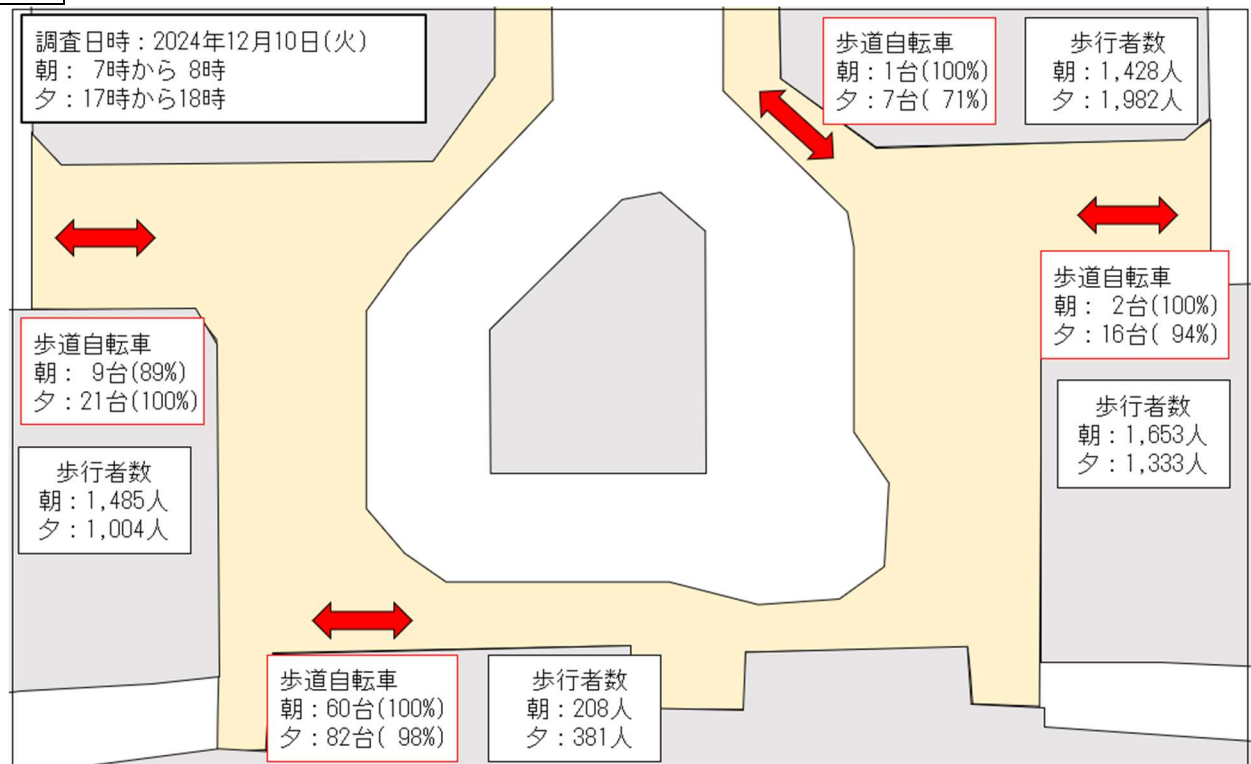 調査日時：2024年12月10日(火)
朝： 7時から 8時
夕：17時から18時
歩道自転車
朝：1台(100%)
夕：7台( 71%)
歩行者数
朝：1,428人
夕：1,982人
歩道自転車
朝： 2台(100%)
夕：16台( 94%)
歩行者数
朝：1,653人
夕：1,333人
歩道自転車
朝： 9台(89%)
夕：21台(100%)
歩行者数
朝：1,485人
夕：1,004人
歩道自転車
朝：60台(100%)
夕：82台( 98%)
歩行者数
朝：208人
夕：381人